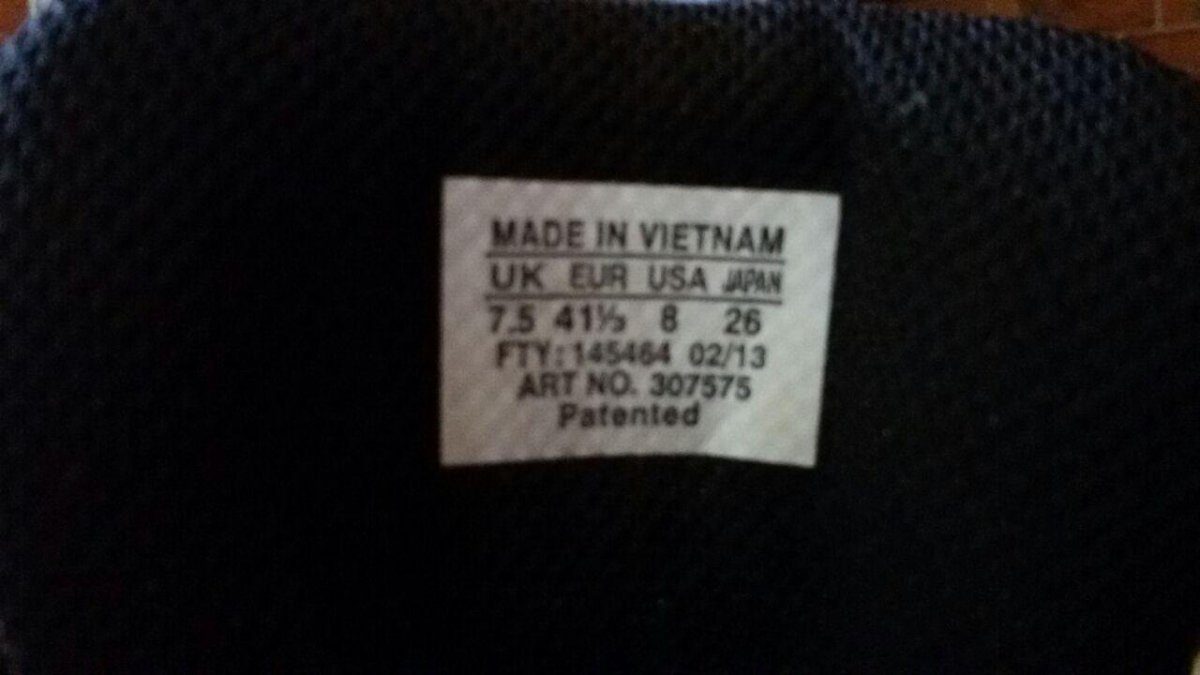 MADE IN VIETNAM
UK EUR USA JAPAN
7.5 41⅓ 8 26
FTY: 145464 02/13
ART NO. 307575
Patented